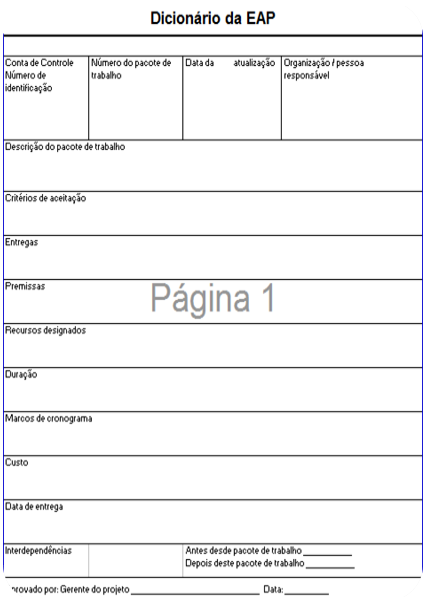 Dicionário da EAP
Conta de Controle
Número de
identificação
Número do pacote de
trabalho
Data da atualização
Organização / pessoa
responsável
Descrição do pacote de trabalho
Critérios de aceitação
Entregas
Premissas
Página 1
Recursos designados
Duração
Marcos de cronograma
Custo
Data de entrega
Interdependências
Antes desde pacote de trabalho __________
Depois deste pacote de trabalho __________
provado por: Gerente do projeto __________________________ Data: _________